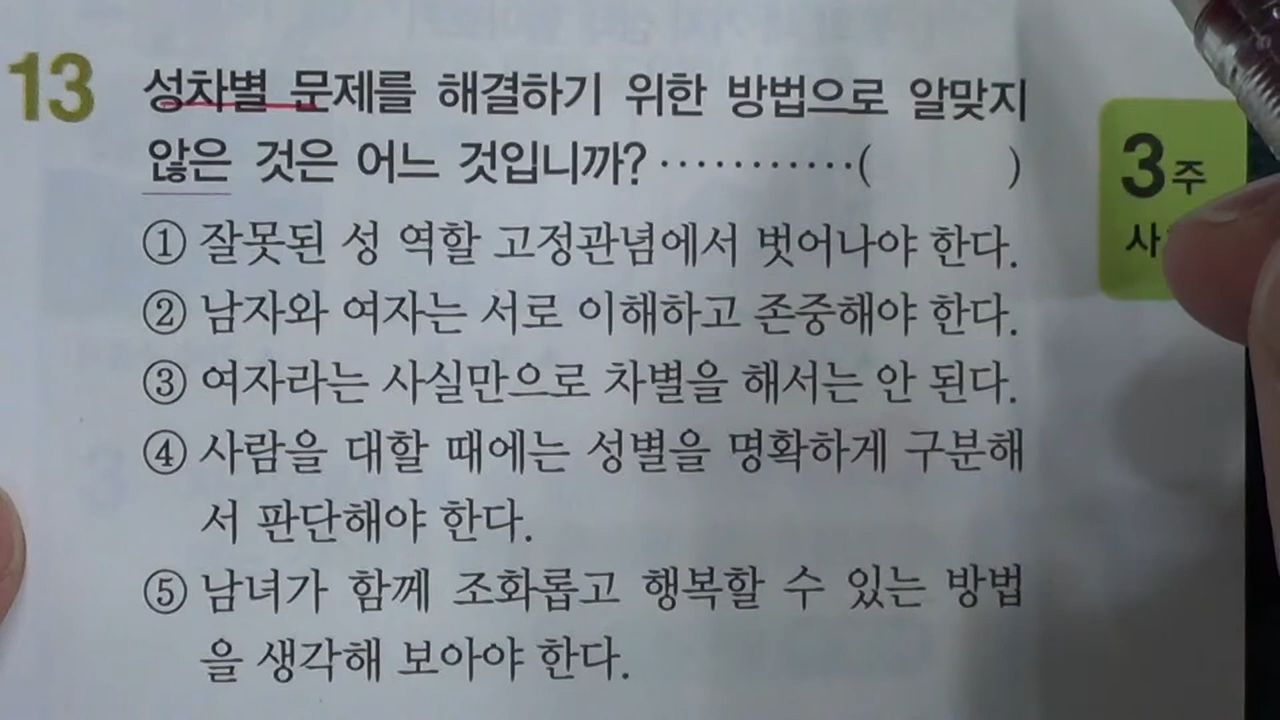 13 성차별 문제를 해결하기 위한 방법으로 알맞지
않은 것은 어느 것입니까? ···········( )
① 잘못된 성 역할 고정관념에서 벗어나야 한다.
② 남자와 여자는 서로 이해하고 존중해야 한다.
③ 여자라는 사실만으로 차별을 해서는 안 된다.
④ 사람을 대할 때에는 성별을 명확하게 구분해
서 판단해야 한다.
⑤ 남녀가 함께 조화롭고 행복할 수 있는 방법
을 생각해 보아야 한다.
3주